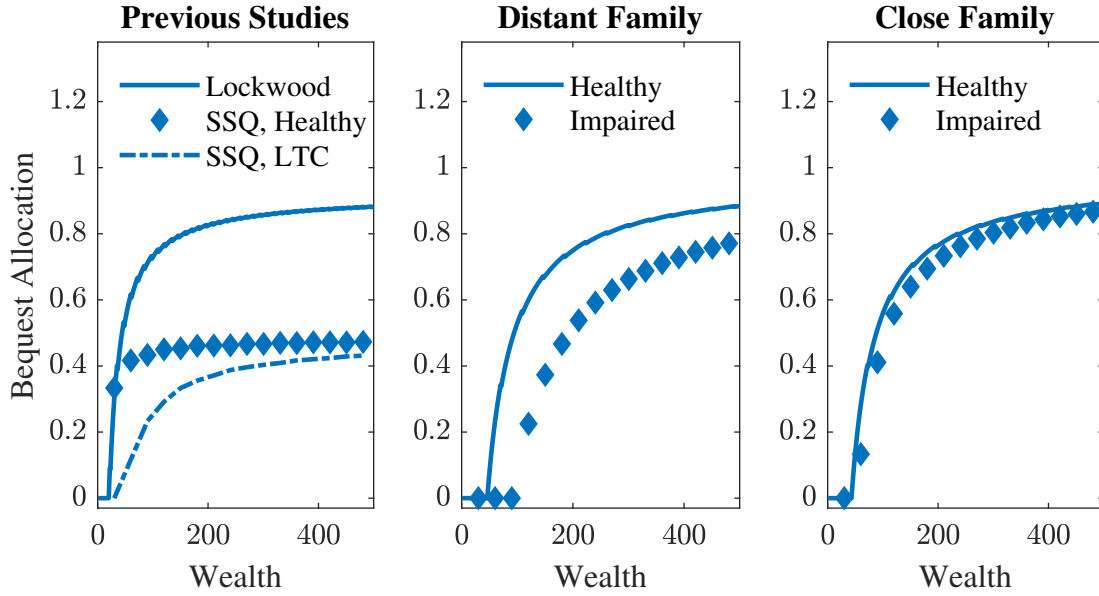 Previous Studies
Distant Family
Close Family
Lockwood
SSQ, Healthy
SSQ, LTC
Healthy
Impaired
Healthy
Impaired
Bequest Allocation
1.2
1
0.8
0.6
0.4
0.2
0
1.2
1
0.8
0.6
0.4
0.2
0
1.2
1
0.8
0.6
0.4
0.2
0
0 200 400
0 200 400
0 200 400
Wealth
Wealth
Wealth